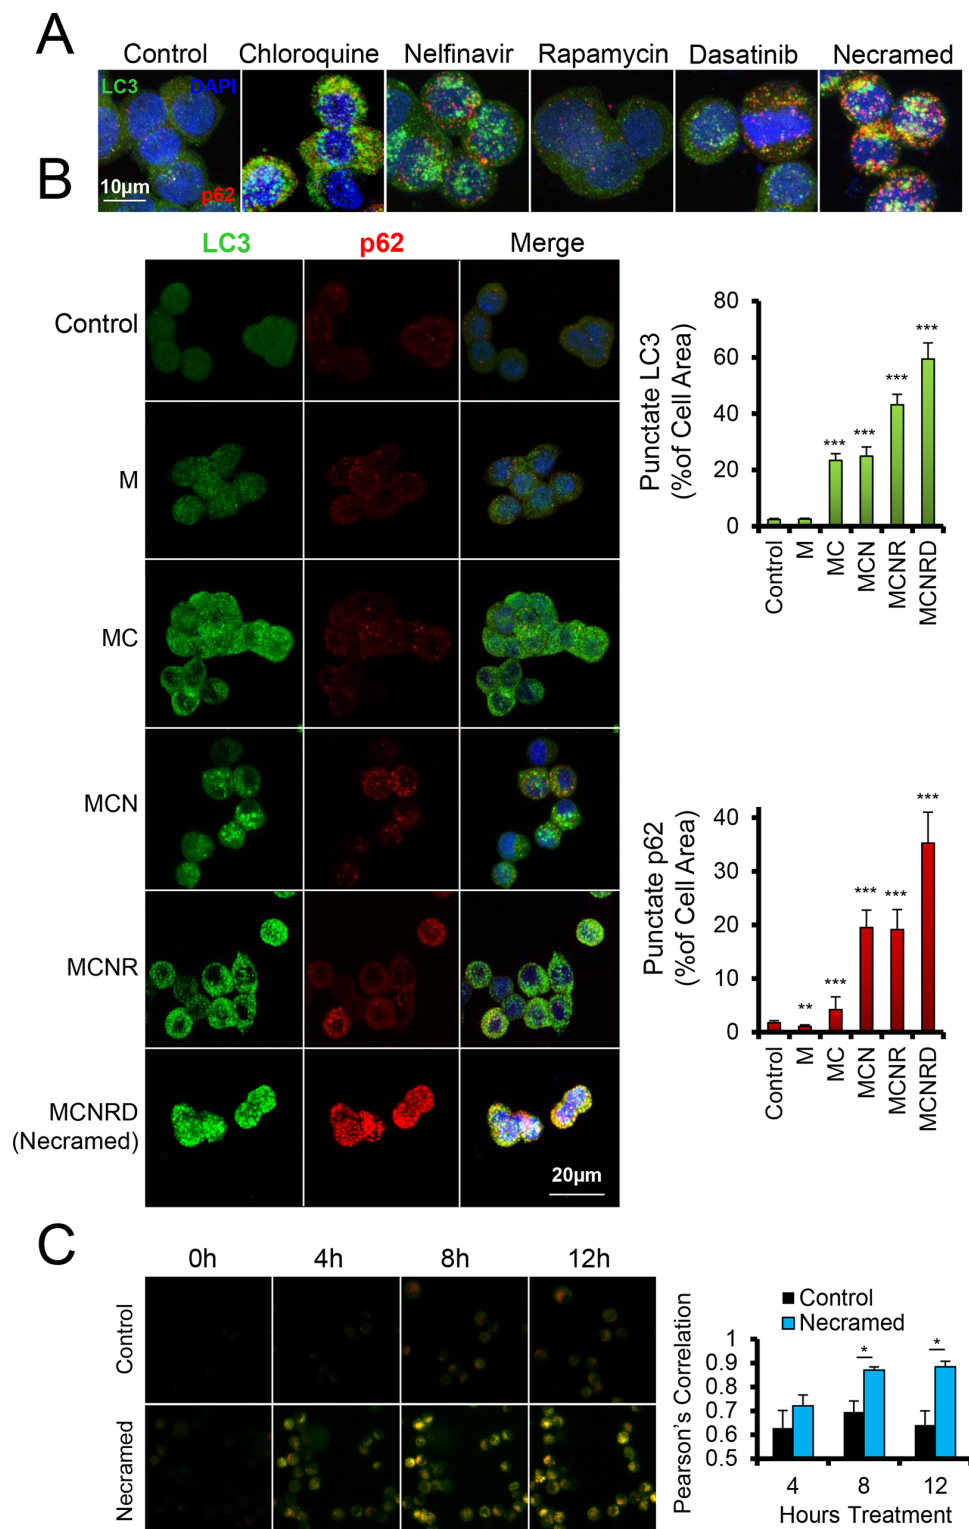 A
Control Chloroquine Nelfinavir Rapamycin Dasatinib Necramed
LC3 DAPI
10µm p62
B
LC3 p62 Merge
Control
M
MC
MCN
MCNR
MCNRD
(Necramed)
20µm
Punctate LC3
(%of Cell Area)
80
60
40
20
0
***
***
***
***
Control
M
MC
MCN
MCNR
MCNRD
Punctate p62
(%of Cell Area)
40
30
20
10
0
**
***
***
***
***
Control
M
MC
MCN
MCNR
MCNRD
C
0h 4h 8h 12h
Control
Necramed
Control
Necramed
Pearson's Correlation
1
0.9
0.8
0.7
0.6
0.5
* *
4 8 12
Hours Treatment